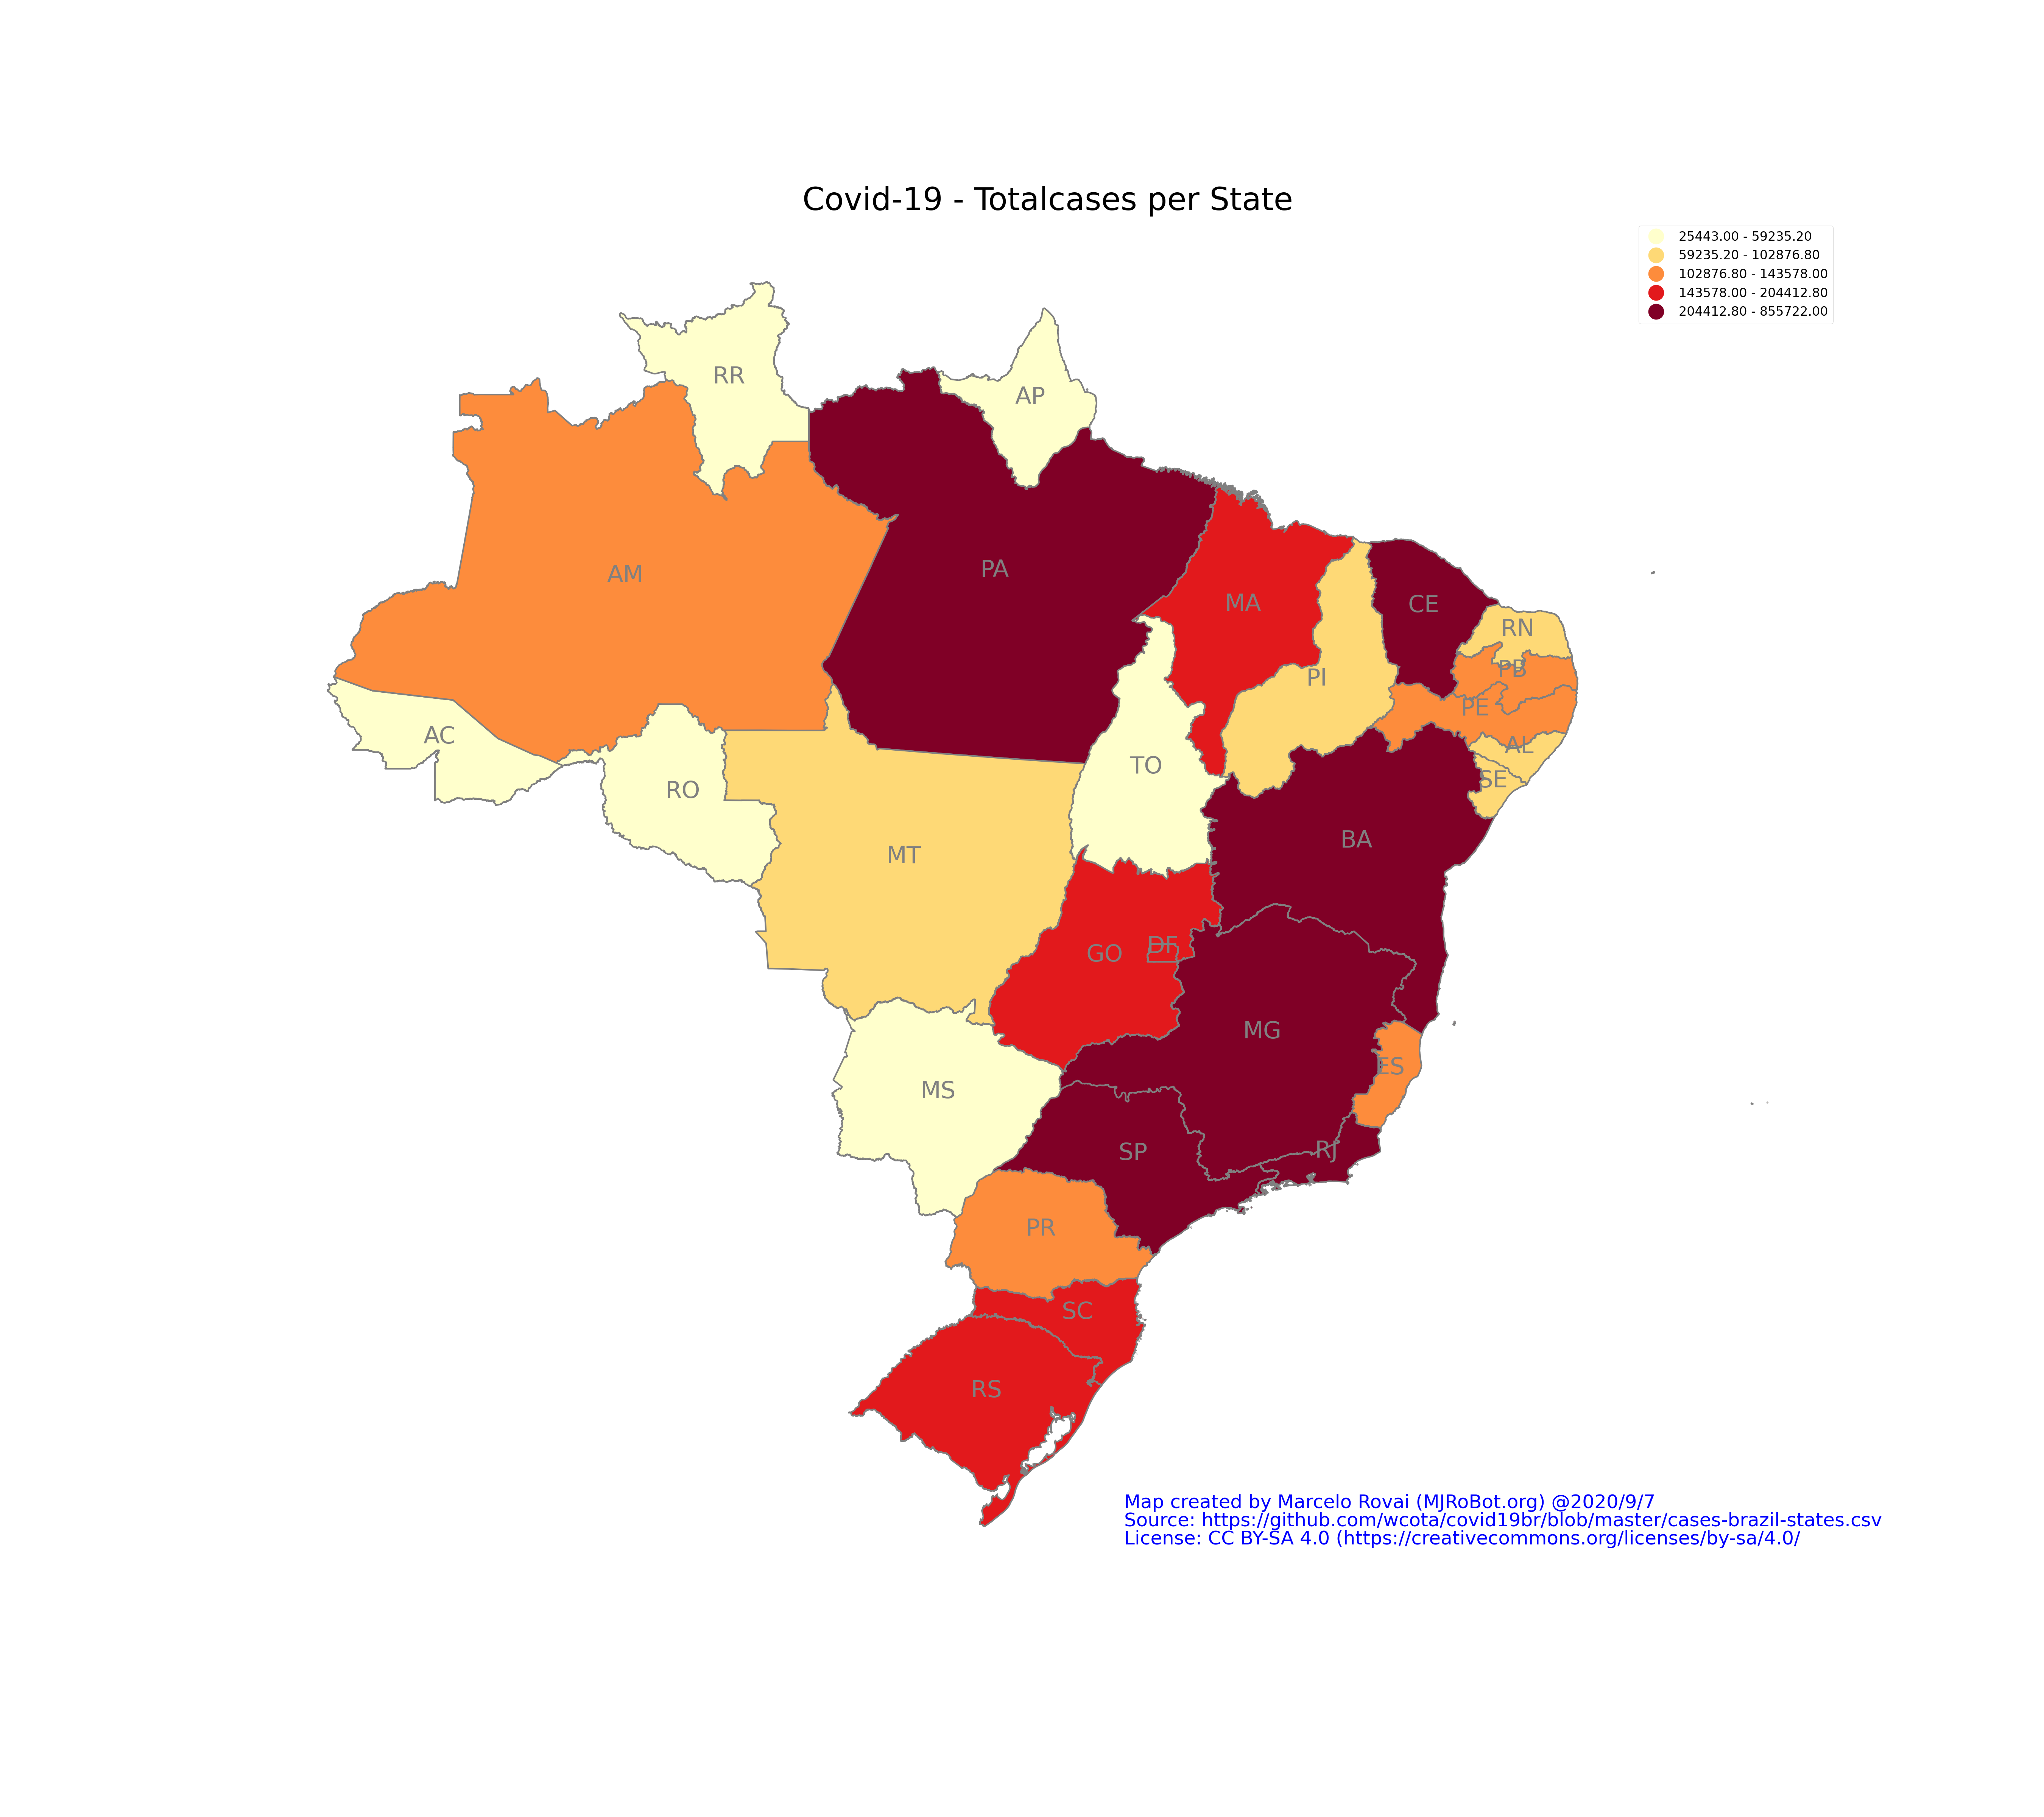 Covid-19 - Totalcases per State
25443.00 - 59235.20
59235.20 - 102876.80
102876.80 - 143578.00
143578.00 - 204412.80
204412.80 - 855722.00
RR
AP
AM
PA
MA
CE
RN
PB
PI
PE
AC
AL
TO
SE
RO
BA
MT
DF
GO
MG
ES
MS
RJ
SP
PR
SC
RS
Map created by Marcelo Rovai (MJRoBot.org) @2020/9/7
Source: https://github.com/wcota/covid19br/blob/master/cases-brazil-states.csv
License: CC BY-SA 4.0 (https://creativecommons.org/licenses/by-sa/4.0/